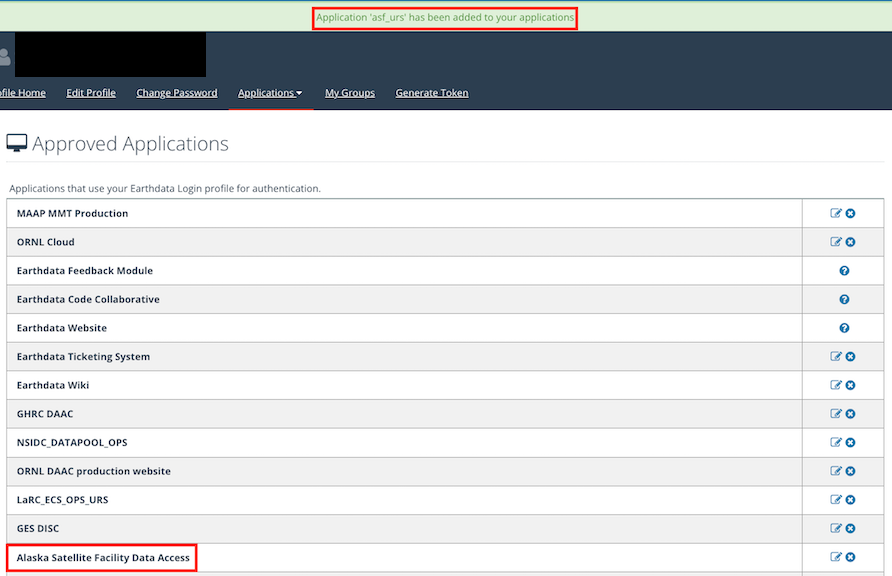 Application 'asf_urs' has been added to your applications
ofile Home Edit Profile Change Password Applications My Groups Generate Token
Approved Applications
Applications that use your Earthdata Login profile for authentication.
MAAP MMT Production
ORNL Cloud
Earthdata Feedback Module
Earthdata Code Collaborative
Earthdata Website
Earthdata Ticketing System
Earthdata Wiki
GHRC DAAC
NSIDC_DATAPOOL_OPS
ORNL DAAC production website
LaRC_ECS_OPS_URS
GES DISC
Alaska Satellite Facility Data Access